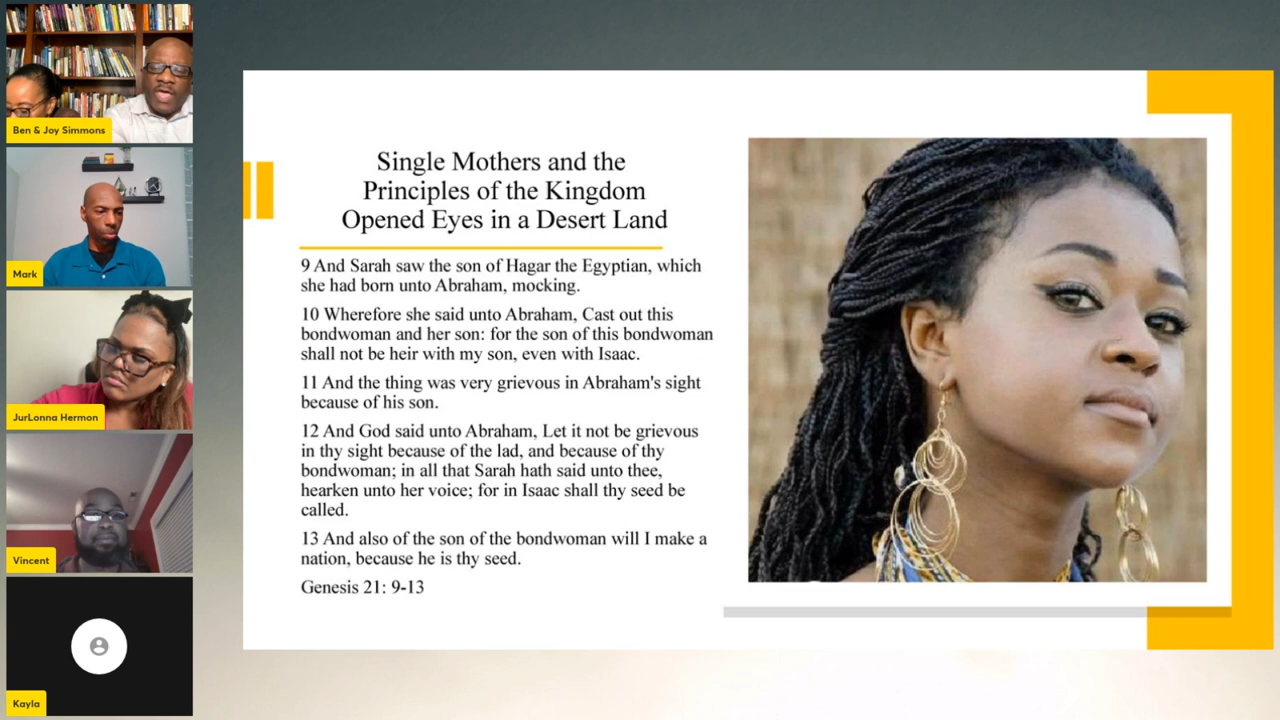 Ben & Joy Simmons
Mark
JurLonna Hermon
Vincent
Kayla
Single Mothers and the
Principles of the Kingdom
Opened Eyes in a Desert Land
9 And Sarah saw the son of Hagar the Egyptian, which
she had born unto Abraham, mocking.
10 Wherefore she said unto Abraham, Cast out this
bondwoman and her son: for the son of this bondwoman
shall not be heir with my son, even with Isaac.
11 And the thing was very grievous in Abraham's sight
because of his son.
12 And God said unto Abraham, Let it not be grievous
in thy sight because of the lad, and because of thy
bondwoman; in all that Sarah hath said unto thee,
hearken unto her voice; for in Isaac shall thy seed be
called.
13 And also of the son of the bondwoman will I make a
nation, because he is thy seed.
Genesis 21: 9-13